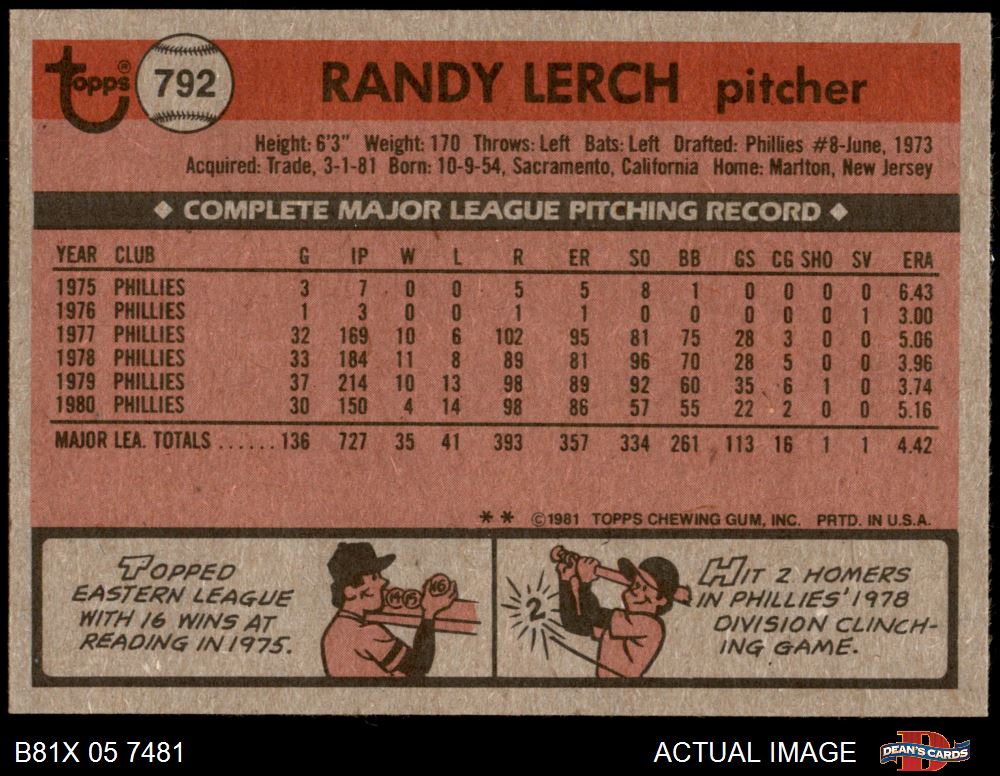 topps® 792 RANDY LERCH pitcher
Height: 6'3" Weight: 170 Throws: Left Bats: Left Drafted: Phillies #8-June, 1973
Acquired: Trade, 3-1-81 Born: 10-9-54, Sacramento, California Home: Marlton, New Jersey
◆ COMPLETE MAJOR LEAGUE PITCHING RECORD ◆
YEAR CLUB G IP W L R ER SO BB GS CG SHO SV ERA
1975 PHILLIES 3 7 0 0 5 5 8 1 0 0 0 0 6.43
1976 PHILLIES 1 3 0 0 1 1 0 0 0 0 0 1 3.00
1977 PHILLIES 32 169 10 6 102 95 81 75 28 3 0 0 5.06
1978 PHILLIES 33 184 11 8 89 81 96 70 28 5 0 0 3.96
1979 PHILLIES 37 214 10 13 98 89 92 60 35 6 1 0 3.74
1980 PHILLIES 30 150 4 14 98 86 57 55 22 2 0 0 5.16
MAJOR LEA. TOTALS ...... 136 727 35 41 393 357 334 261 113 16 1 1 4.42
** ©1981 TOPPS CHEWING GUM, INC. PRTD. IN U.S.A.
TOPPED
EASTERN LEAGUE
WITH 16 WINS AT
READING IN 1975.
14 15 16
2
HIT 2 HOMERS
IN PHILLIES' 1978
DIVISION CLINCH-
ING GAME.
B81X 05 7481 ACTUAL IMAGE D DEAN'S CARDS